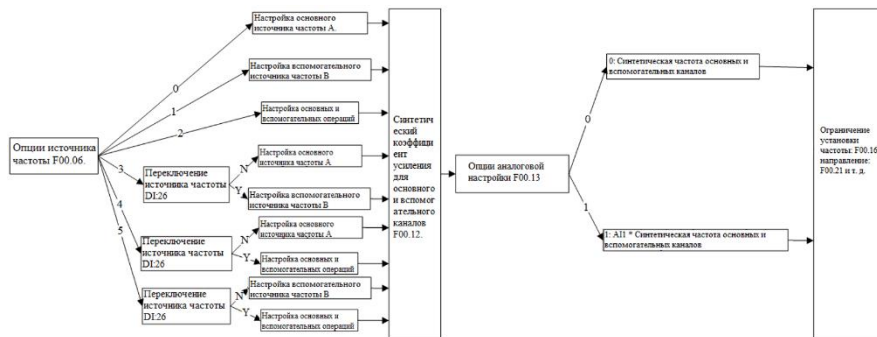 Опции источника
частоты F00.06.
0
1
2
3
4
5
Настройка основного
источника частоты A.
Настройка вспомогательного
источника частоты B
Настройка основных и
вспомогательных операций
Переключение
источника частоты
DI:26
N
Y
Настройка основного
источника частоты A
Настройка вспомогательного
источника частоты B
Переключение
источника частоты
DI:26
N
Y
Настройка основного
источника частоты A
Настройка основных и
вспомогательных операций
Переключение
источника частоты
DI:26
N
Y
Настройка вспомогательного
источника частоты B
Настройка основных и
вспомогательных операций
Синтетич
еский
коэффици
ент
усиления
для
основного
и вспомог
ательного
каналов
F00.12.
Опции аналоговой
настройки F00.13
0
1
0: Синтетическая частота основных и
вспомогательных каналов
1: AI1 * Синтетическая частота основных и
вспомогательных каналов
Ограничение
установки
частоты: F00.16
направление:
F00.21 и т. д.